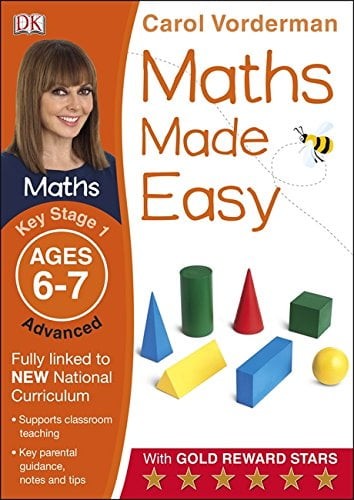 DK
Carol Vorderman
Maths
Made
Easy
Maths
Key Stage 1
AGES
6-7
Advanced
Fully linked to
NEW National
Curriculum
• Supports classroom
teaching
• Key parental
guidance,
notes and tips
With GOLD REWARD STARS